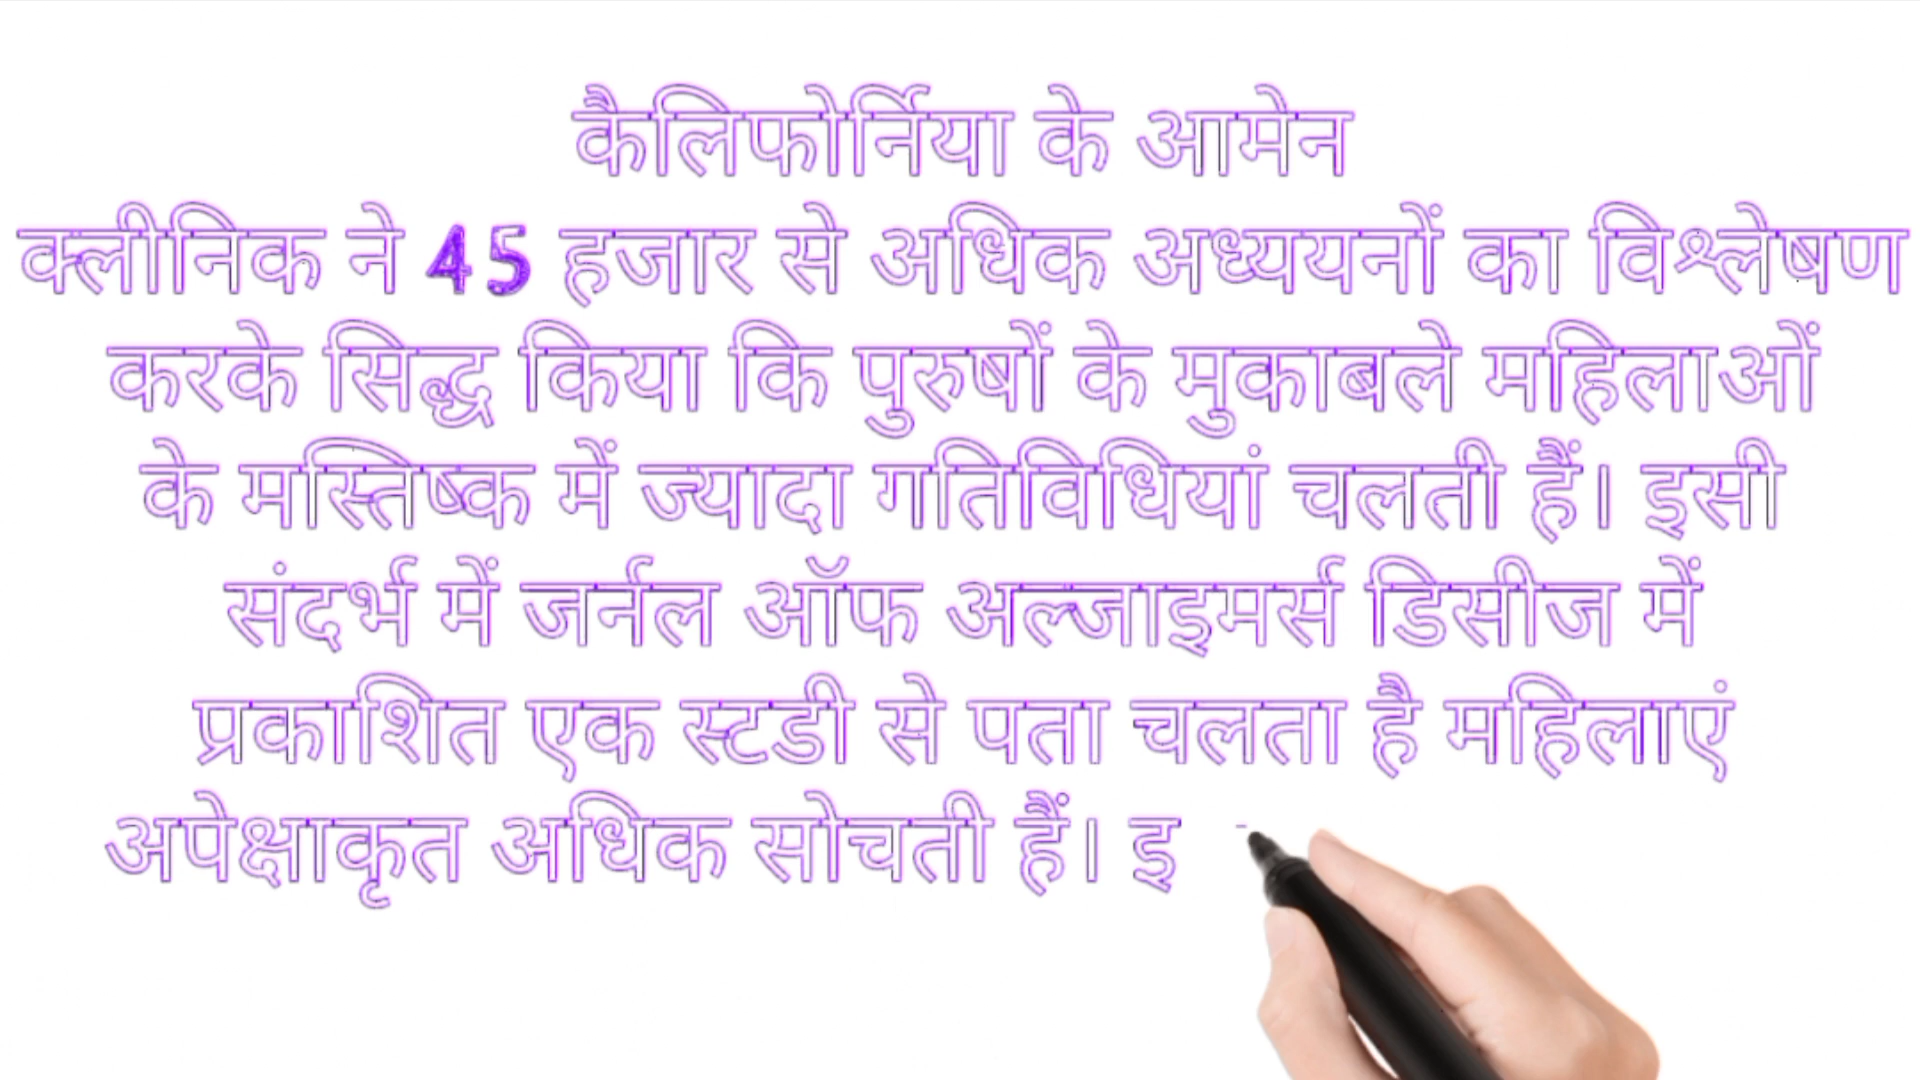 कैलिफोर्निया के आमेन
क्लीनिक ने 45 हजार से अधिक अध्ययनों का विश्लेषण
करके सिद्ध किया कि पुरुषों के मुकाबले महिलाओं
के मस्तिष्क में ज्यादा गतिविधियां चलती हैं। इसी
संदर्भ में जर्नल ऑफ अल्जाइमर्स डिसीज में
प्रकाशित एक स्टडी से पता चलता है महिलाएं
अपेक्षाकृत अधिक सोचती हैं। इ